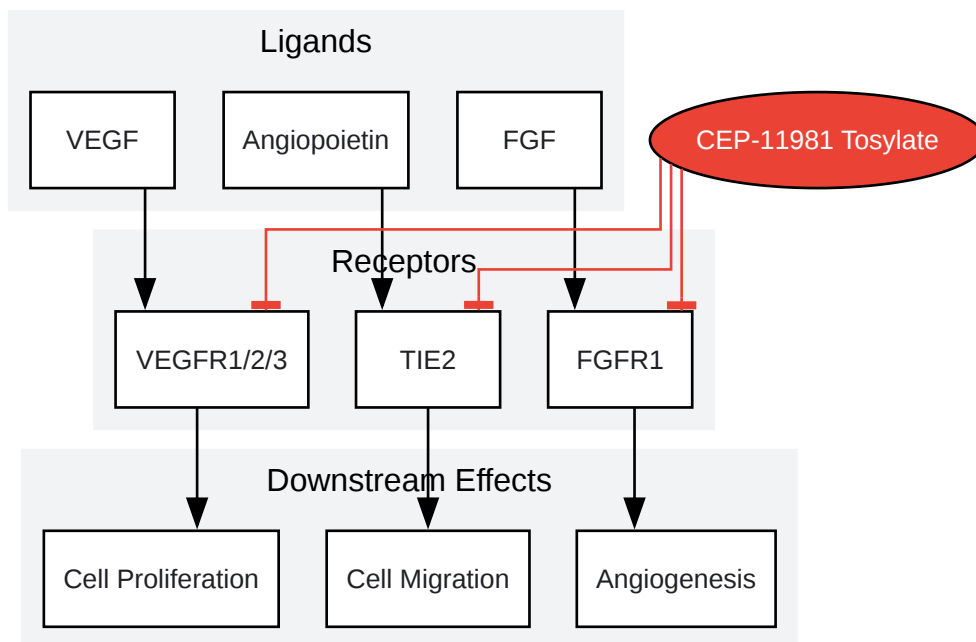 Ligands
VEGF
Angiopoietin
FGF
CEP-11981 Tosylate
Receptors
VEGFR1/2/3
TIE2
FGFR1
Downstream Effects
Cell Proliferation
Cell Migration
Angiogenesis